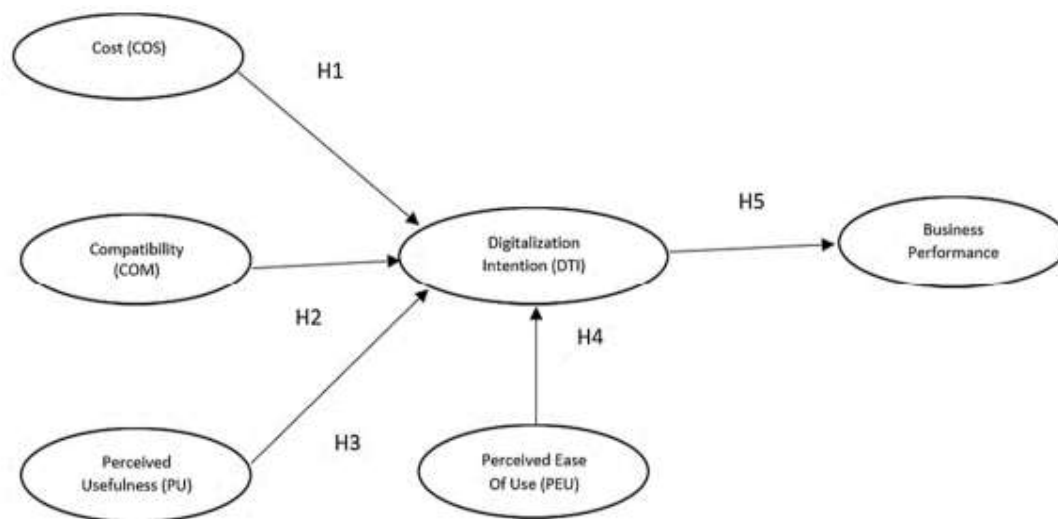 Cost (COS)
H1
H5
Compatibility
(COM)
Digitalization
Intention (DTI)
Business
Performance
H2
H4
H3
Perceived
Usefulness (PU)
Perceived Ease
Of Use (PEU)